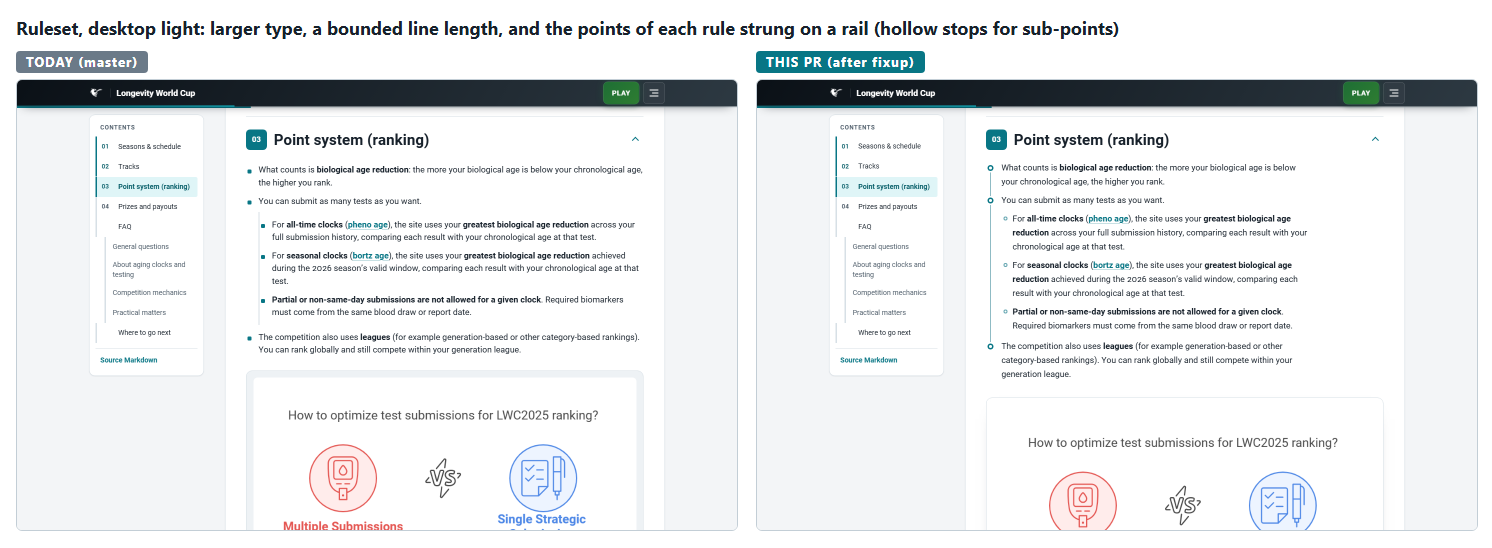 Ruleset, desktop light: larger type, a bounded line length, and the points of each rule strung on a rail (hollow stops for sub-points)
TODAY (master)
Longevity World Cup
PLAY
CONTENTS
01 Seasons & schedule
02 Tracks
03 Point system (ranking)
04 Prizes and payouts
FAQ
General questions
About aging clocks and
testing
Competition mechanics
Practical matters
Where to go next
Source Markdown
03 Point system (ranking)
What counts is biological age reduction: the more your biological age is below your chronological age,
the higher you rank.
You can submit as many tests as you want.
For all-time clocks (pheno age), the site uses your greatest biological age reduction across your
full submission history, comparing each result with your chronological age at that test.
For seasonal clocks (bortz age), the site uses your greatest biological age reduction achieved
during the 2026 season's valid window, comparing each result with your chronological age at that
test.
Partial or non-same-day submissions are not allowed for a given clock. Required biomarkers
must come from the same blood draw or report date.
The competition also uses leagues (for example generation-based or other category-based rankings).
You can rank globally and still compete within your generation league.
How to optimize test submissions for LWC2025 ranking?
VS
Multiple Submissions
Single Strategic
THIS PR (after fixup)
Longevity World Cup
PLAY
CONTENTS
01 Seasons & schedule
02 Tracks
03 Point system (ranking)
04 Prizes and payouts
FAQ
General questions
About aging clocks and
testing
Competition mechanics
Practical matters
Where to go next
Source Markdown
03 Point system (ranking)
What counts is biological age reduction: the more your biological age is below
your chronological age, the higher you rank.
You can submit as many tests as you want.
For all-time clocks (pheno age), the site uses your greatest biological age
reduction across your full submission history, comparing each result with your
chronological age at that test.
For seasonal clocks (bortz age), the site uses your greatest biological age
reduction achieved during the 2026 season's valid window, comparing each
result with your chronological age at that test.
Partial or non-same-day submissions are not allowed for a given clock.
Required biomarkers must come from the same blood draw or report date.
The competition also uses leagues (for example generation-based or other
category-based rankings). You can rank globally and still compete within your
generation league.
How to optimize test submissions for LWC2025 ranking?
VS